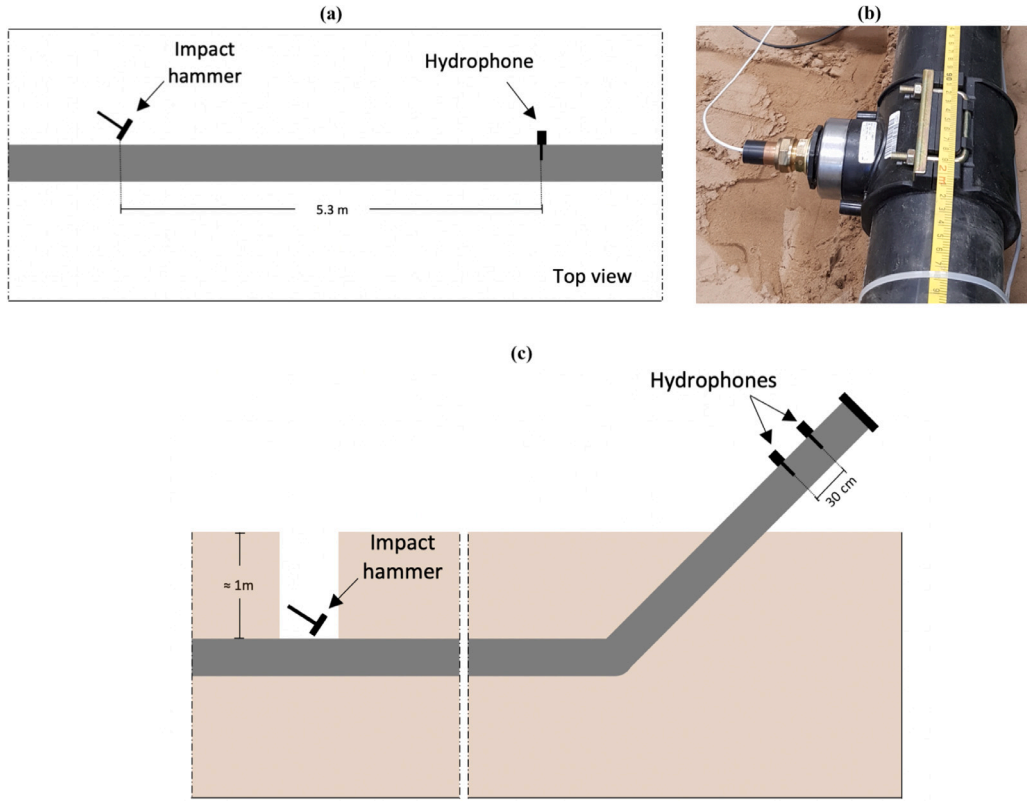 (a)
Impact
hammer
Hydrophone
5.3 m
Top view
(b)
(c)
Hydrophones
30 cm
Impact
hammer
≈ 1m